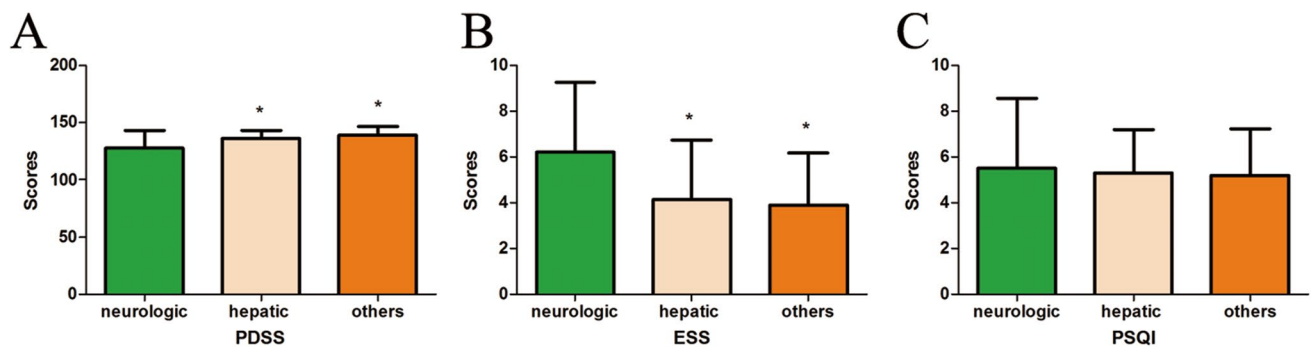 A
200
150
100
50
0
Scores
* *
neurologic hepatic others
PDSS
B
10
8
6
4
2
0
Scores
* *
neurologic hepatic others
ESS
C
10
8
6
4
2
0
Scores
neurologic hepatic others
PSQI